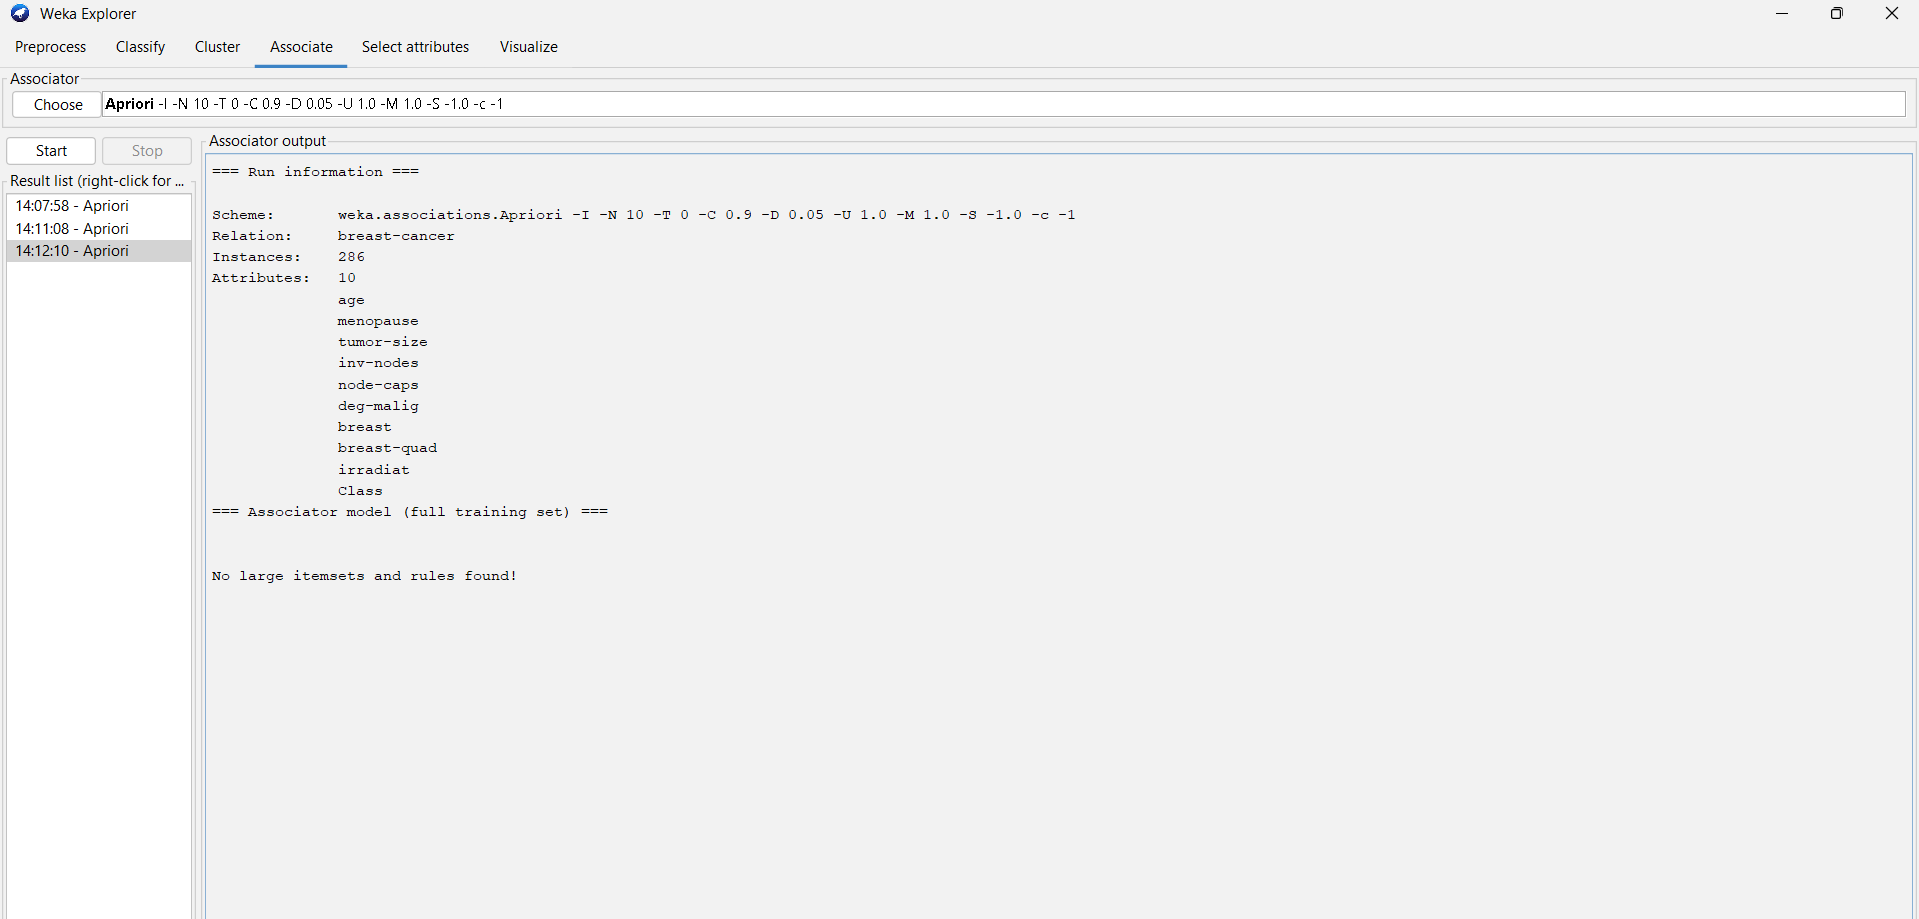 Weka Explorer
Preprocess Classify Cluster Associate Select attributes Visualize
Associator
Choose Apriori -I -N 10 -T 0 -C 0.9 -D 0.05 -U 1.0 -M 1.0 -S -1.0 -c -1
Start Stop
Result list (right-click for ...
14:07:58 - Apriori
14:11:08 - Apriori
14:12:10 - Apriori
Associator output
=== Run information ===
Scheme: weka.associations.Apriori -I -N 10 -T 0 -C 0.9 -D 0.05 -U 1.0 -M 1.0 -S -1.0 -c -1
Relation: breast-cancer
Instances: 286
Attributes: 10
age
menopause
tumor-size
inv-nodes
node-caps
deg-malig
breast
breast-quad
irradiat
Class
=== Associator model (full training set) ===
No large itemsets and rules found!